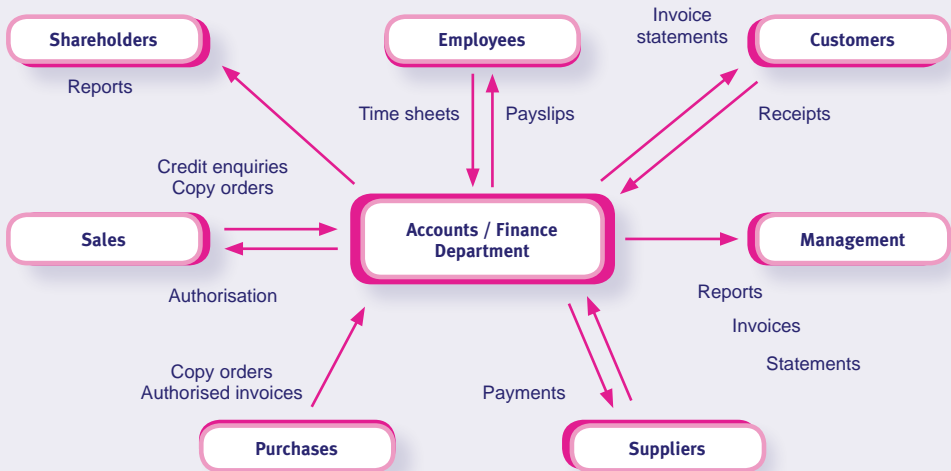 Shareholders
Employees
Invoice
statements
Customers
Reports
Time sheets
Payslips
Receipts
Credit enquiries
Copy orders
Sales
Accounts / Finance
Department
Management
Authorisation
Reports
Invoices
Statements
Copy orders
Authorised invoices
Payments
Purchases
Suppliers